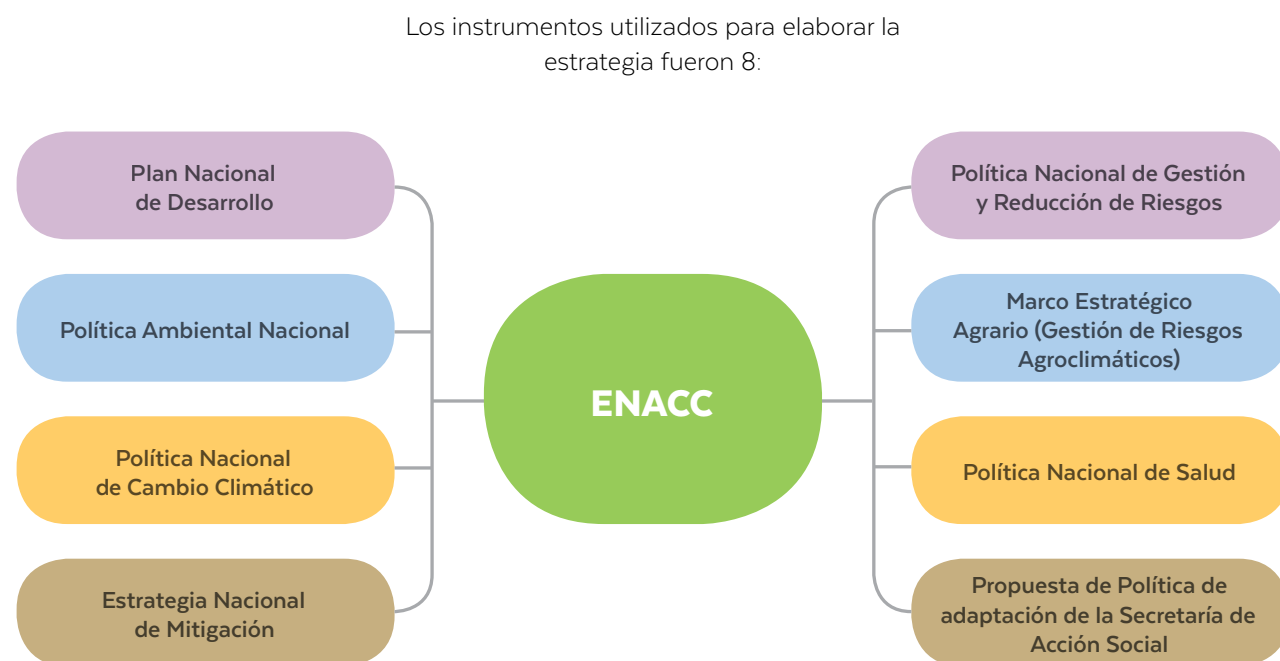 Los instrumentos utilizados para elaborar la
estrategia fueron 8:
Plan Nacional
de Desarrollo
Política Ambiental Nacional
Política Nacional
de Cambio Climático
Estrategia Nacional
de Mitigación
ENACC
Política Nacional de Gestión
y Reducción de Riesgos
Marco Estratégico
Agrario (Gestión de Riesgos
Agroclimáticos)
Política Nacional de Salud
Propuesta de Política de
adaptación de la Secretaría de
Acción Social